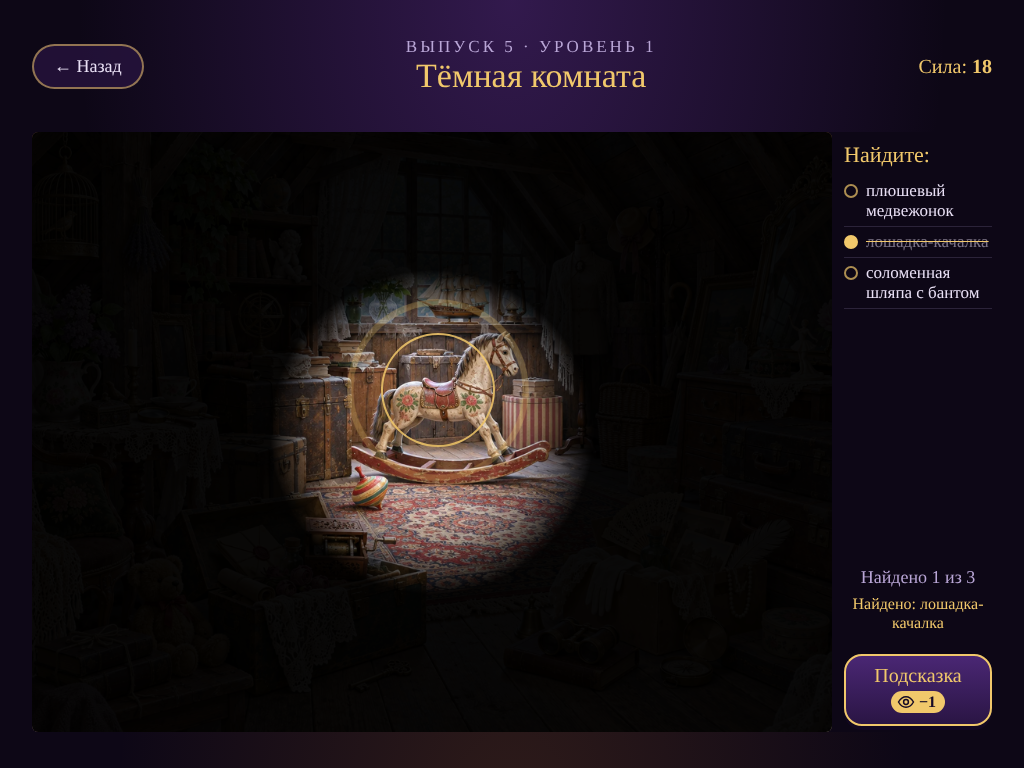 ← Назад
ВЫПУСК 5 · УРОВЕНЬ 1
Тёмная комната
Сила: 18
Найдите:
плюшевый
медвежонок
лошадка-качалка
соломенная
шляпа с бантом
Найдено 1 из 3
Найдено: лошадка-
качалка
Подсказка
−1